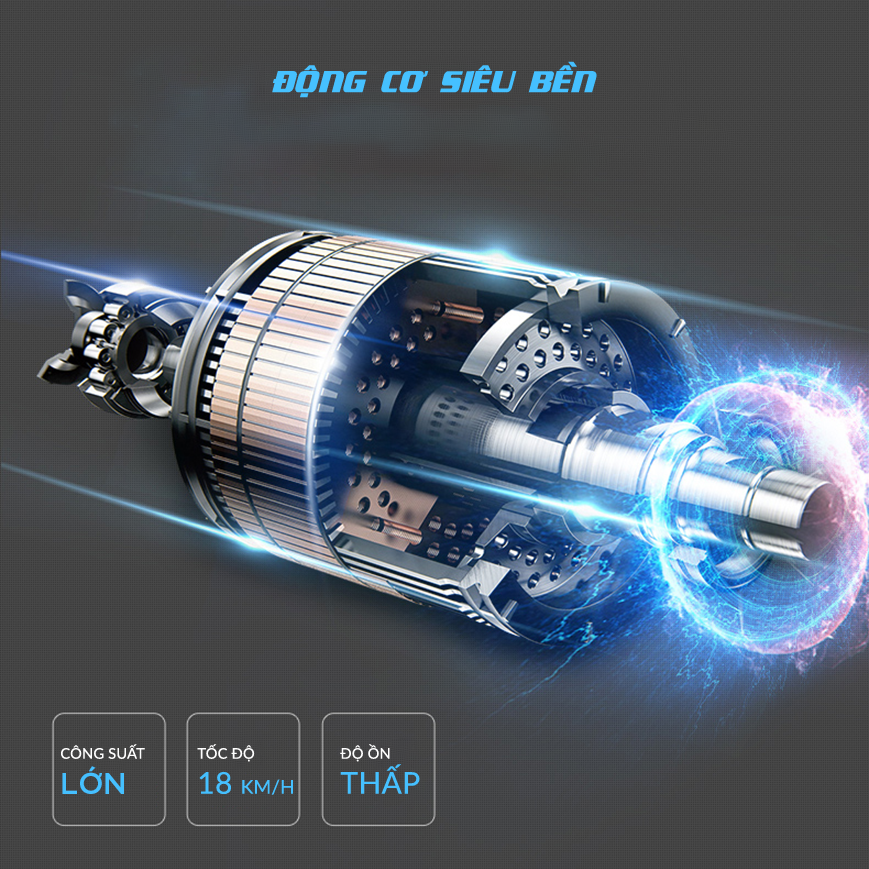 ĐỘNG CƠ SIÊU BỀN
CÔNG SUẤT
LỚN
TỐC ĐỘ
18 KM/H
ĐỘ ỒN
THẤP